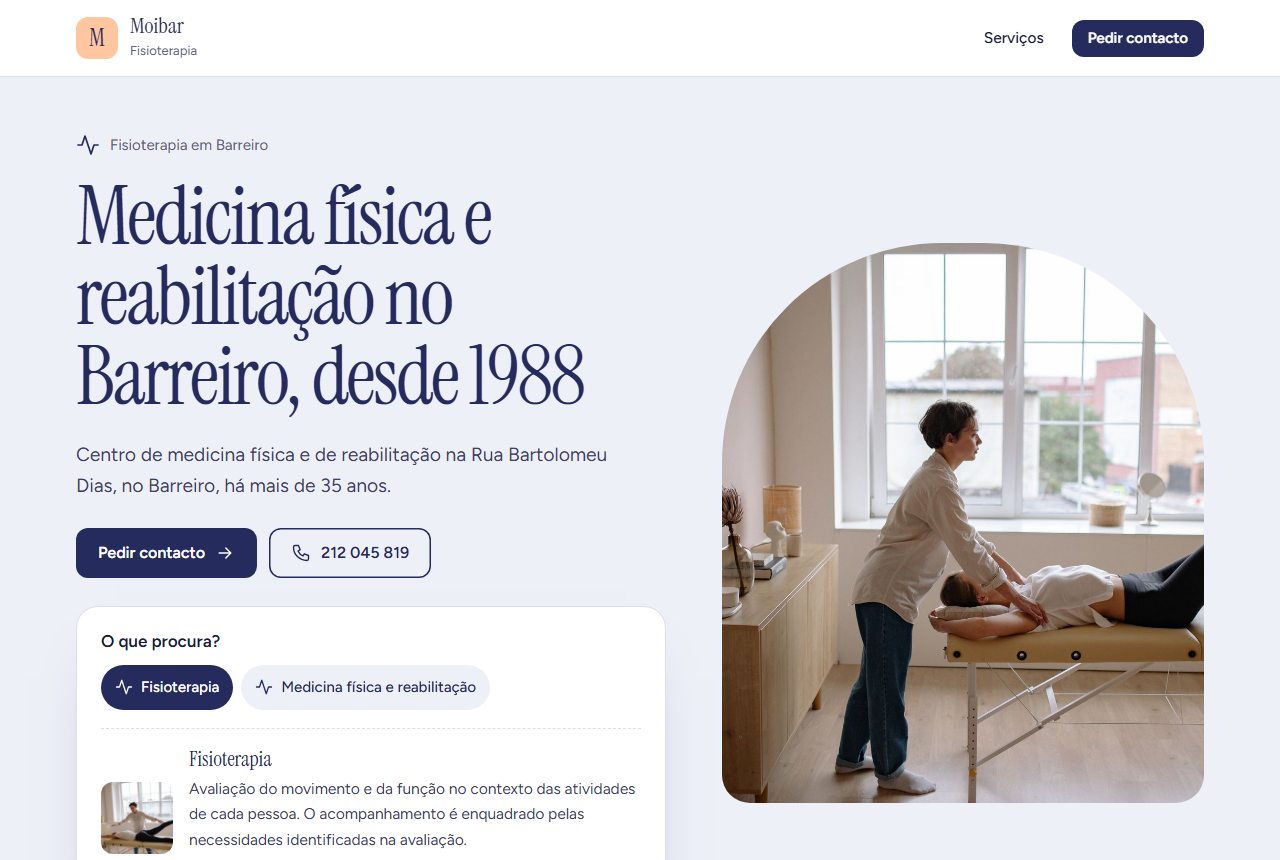 M
Moibar
Fisioterapia
Serviços
Pedir contacto
Fisioterapia em Barreiro
Medicina física e
reabilitação no
Barreiro, desde 1988
Centro de medicina física e de reabilitação na Rua Bartolomeu
Dias, no Barreiro, há mais de 35 anos.
Pedir contacto
212 045 819
O que procura?
Fisioterapia
Medicina física e reabilitação
Fisioterapia
Avaliação do movimento e da função no contexto das atividades
de cada pessoa. O acompanhamento é enquadrado pelas
necessidades identificadas na avaliação.